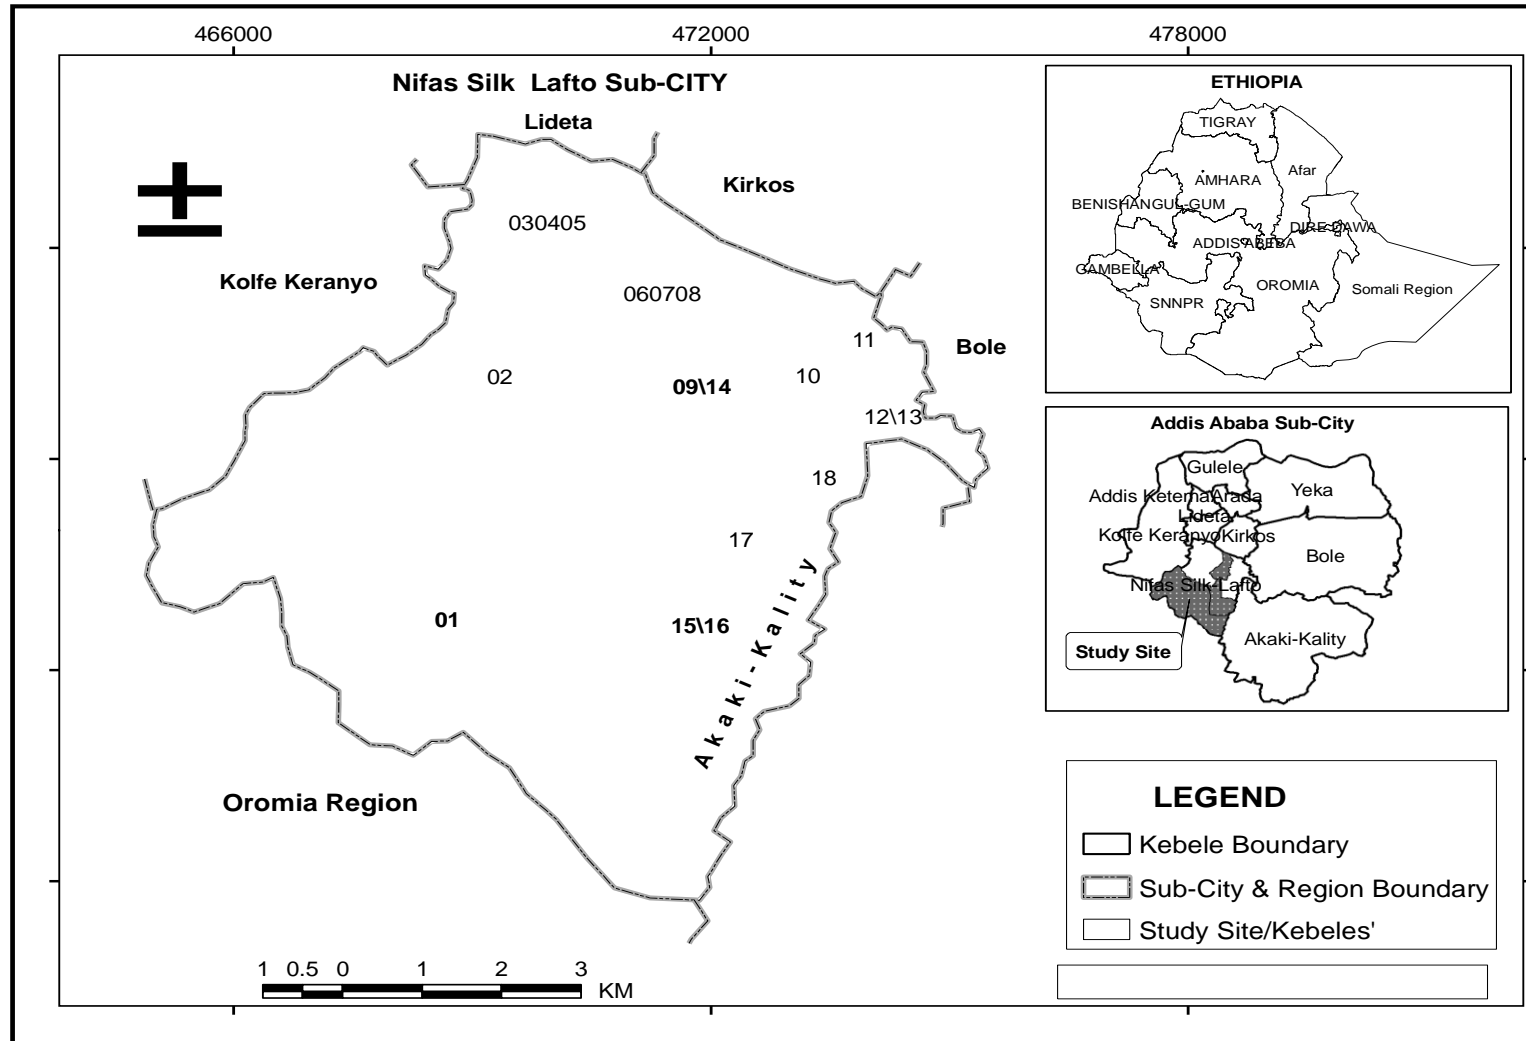 466000
472000
478000
Nifas Silk Lafto Sub-CITY
Lideta
Kirkos
030405
Kolfe Keranyo
060708
11
Bole
02
09\14
10
12\13
18
17
01
15\16
Akaki-Kality
Oromia Region
1 0.5 0 1 2 3
KM
ETHIOPIA
TIGRAY
Afar
AMHARA
BENISHANGUL-GUM
DIRE DAWA
ADDIS ABEBA
GAMBELLA
OROMIA
Somali Region
SNNPR
Addis Ababa Sub-City
Gulele
Yeka
Addis Ketema
Arada
Lideta
Kolfe Keranyo
Kirkos
Bole
Nifas Silk-Lafto
Akaki-Kality
Study Site
LEGEND
Kebele Boundary
Sub-City & Region Boundary
Study Site/Kebeles'